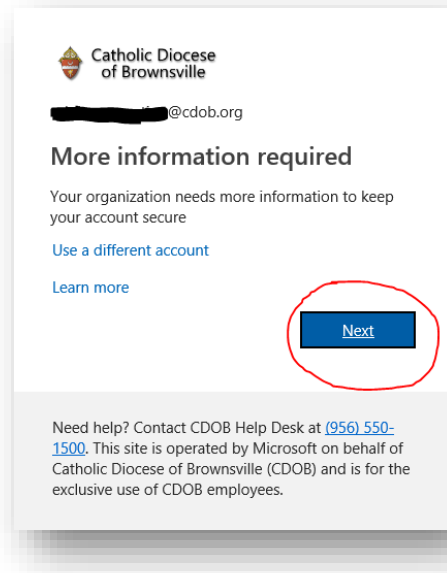 Catholic Diocese
of Brownsville
@cdob.org
More information required
Your organization needs more information to keep
your account secure
Use a different account
Learn more
Next
Need help? Contact CDOB Help Desk at (956) 550-
1500. This site is operated by Microsoft on behalf of
Catholic Diocese of Brownsville (CDOB) and is for the
exclusive use of CDOB employees.